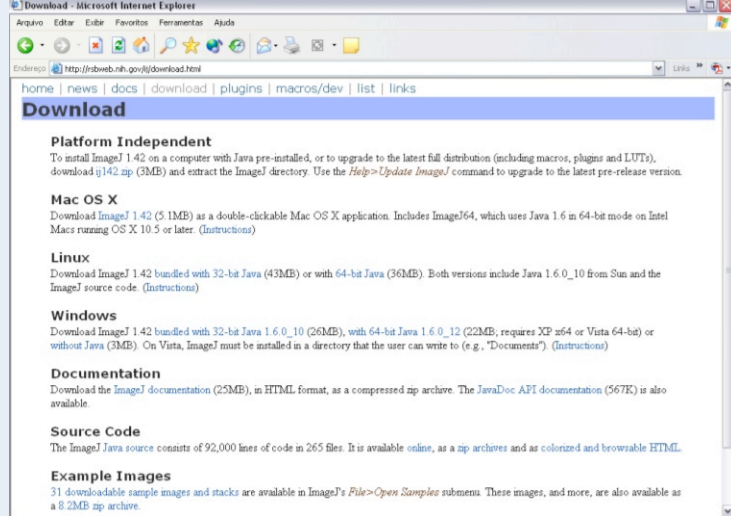 Download - Microsoft Internet Explorer
Arquivo Editar Exibir Favoritos Ferramentas Ajuda
Endereço http://rsbweb.nih.gov/ij/download.html Links »
home | news | docs | download | plugins | macros/dev | list | links
Download
Platform Independent
To install ImageJ 1.42 on a computer with Java pre-installed, or to upgrade to the latest full distribution (including macros, plugins and LUTs),
download ij142.zip (3MB) and extract the ImageJ directory. Use the Help>Update ImageJ command to upgrade to the latest pre-release version.
Mac OS X
Download ImageJ 1.42 (5.1MB) as a double-clickable Mac OS X application. Includes ImageJ64, which uses Java 1.6 in 64-bit mode on Intel
Macs running OS X 10.5 or later. (Instructions)
Linux
Download ImageJ 1.42 bundled with 32-bit Java (43MB) or with 64-bit Java (36MB). Both versions include Java 1.6.0_10 from Sun and the
ImageJ source code. (Instructions)
Windows
Download ImageJ 1.42 bundled with 32-bit Java 1.6.0_10 (26MB), with 64-bit Java 1.6.0_12 (22MB; requires XP x64 or Vista 64-bit) or
without Java (3MB). On Vista, ImageJ must be installed in a directory that the user can write to (e.g., "Documents"). (Instructions)
Documentation
Download the ImageJ documentation (25MB), in HTML format, as a compressed zip archive. The JavaDoc API documentation (567K) is also
available.
Source Code
The ImageJ Java source consists of 92,000 lines of code in 265 files. It is available online, as a zip archives and as colorized and browsable HTML.
Example Images
31 downloadable sample images and stacks are available in ImageJ's File>Open Samples submenu. These images, and more, are also available as
a 8.2MB zip archive.